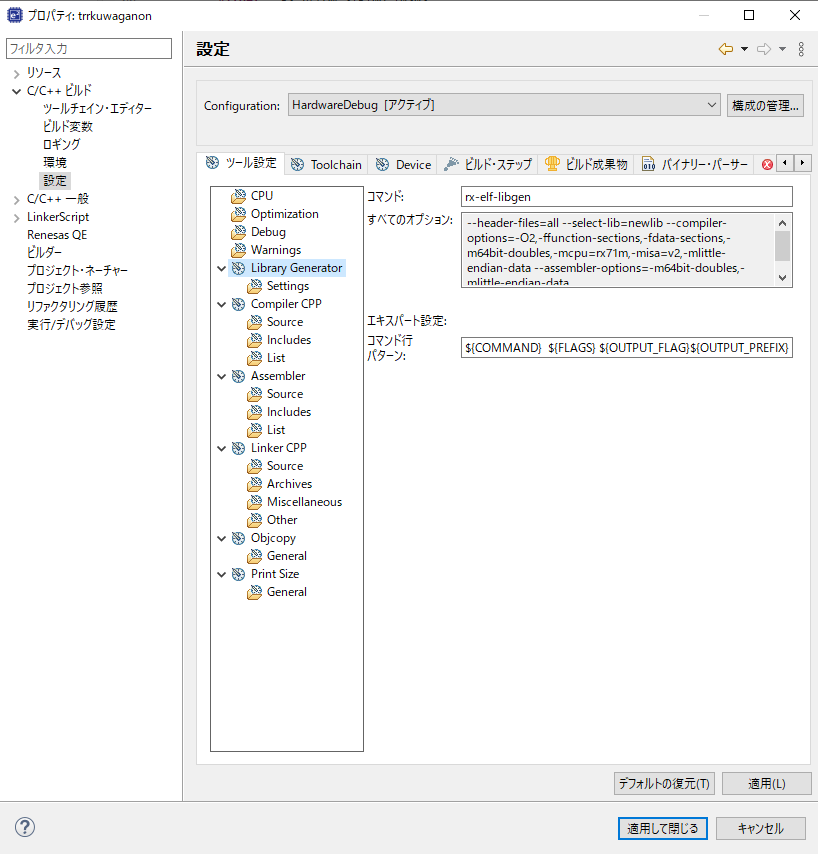 プロパティ: trrkuwaganon
フィルタ入力
リソース
C/C++ ビルド
ツールチェイン・エディター
ビルド変数
ロギング
環境
設定
C/C++ 一般
LinkerScript
Renesas QE
ビルダー
プロジェクト・ネーチャー
プロジェクト参照
リファクタリング履歴
実行/デバッグ設定
設定
Configuration: HardwareDebug [アクティブ] 構成の管理...
ツール設定 Toolchain Device ビルド・ステップ ビルド成果物 バイナリー・パーサー
CPU
Optimization
Debug
Warnings
Library Generator
Settings
Compiler CPP
Source
Includes
List
Assembler
Source
Includes
List
Linker CPP
Source
Archives
Miscellaneous
Other
Objcopy
General
Print Size
General
コマンド: rx-elf-libgen
すべてのオプション: --header-files=all --select-lib=newlib --compiler-
options=-O2,-ffunction-sections,-fdata-sections,-
m64bit-doubles,-mcpu=rx71m,-misa=v2,-mlittle-
endian-data --assembler-options=-m64bit-doubles,-
mlittle-endian-data
エキスパート設定:
コマンド行
パターン: ${COMMAND} ${FLAGS} ${OUTPUT_FLAG}${OUTPUT_PREFIX}
デフォルトの復元(T) 適用(L)
適用して閉じる キャンセル